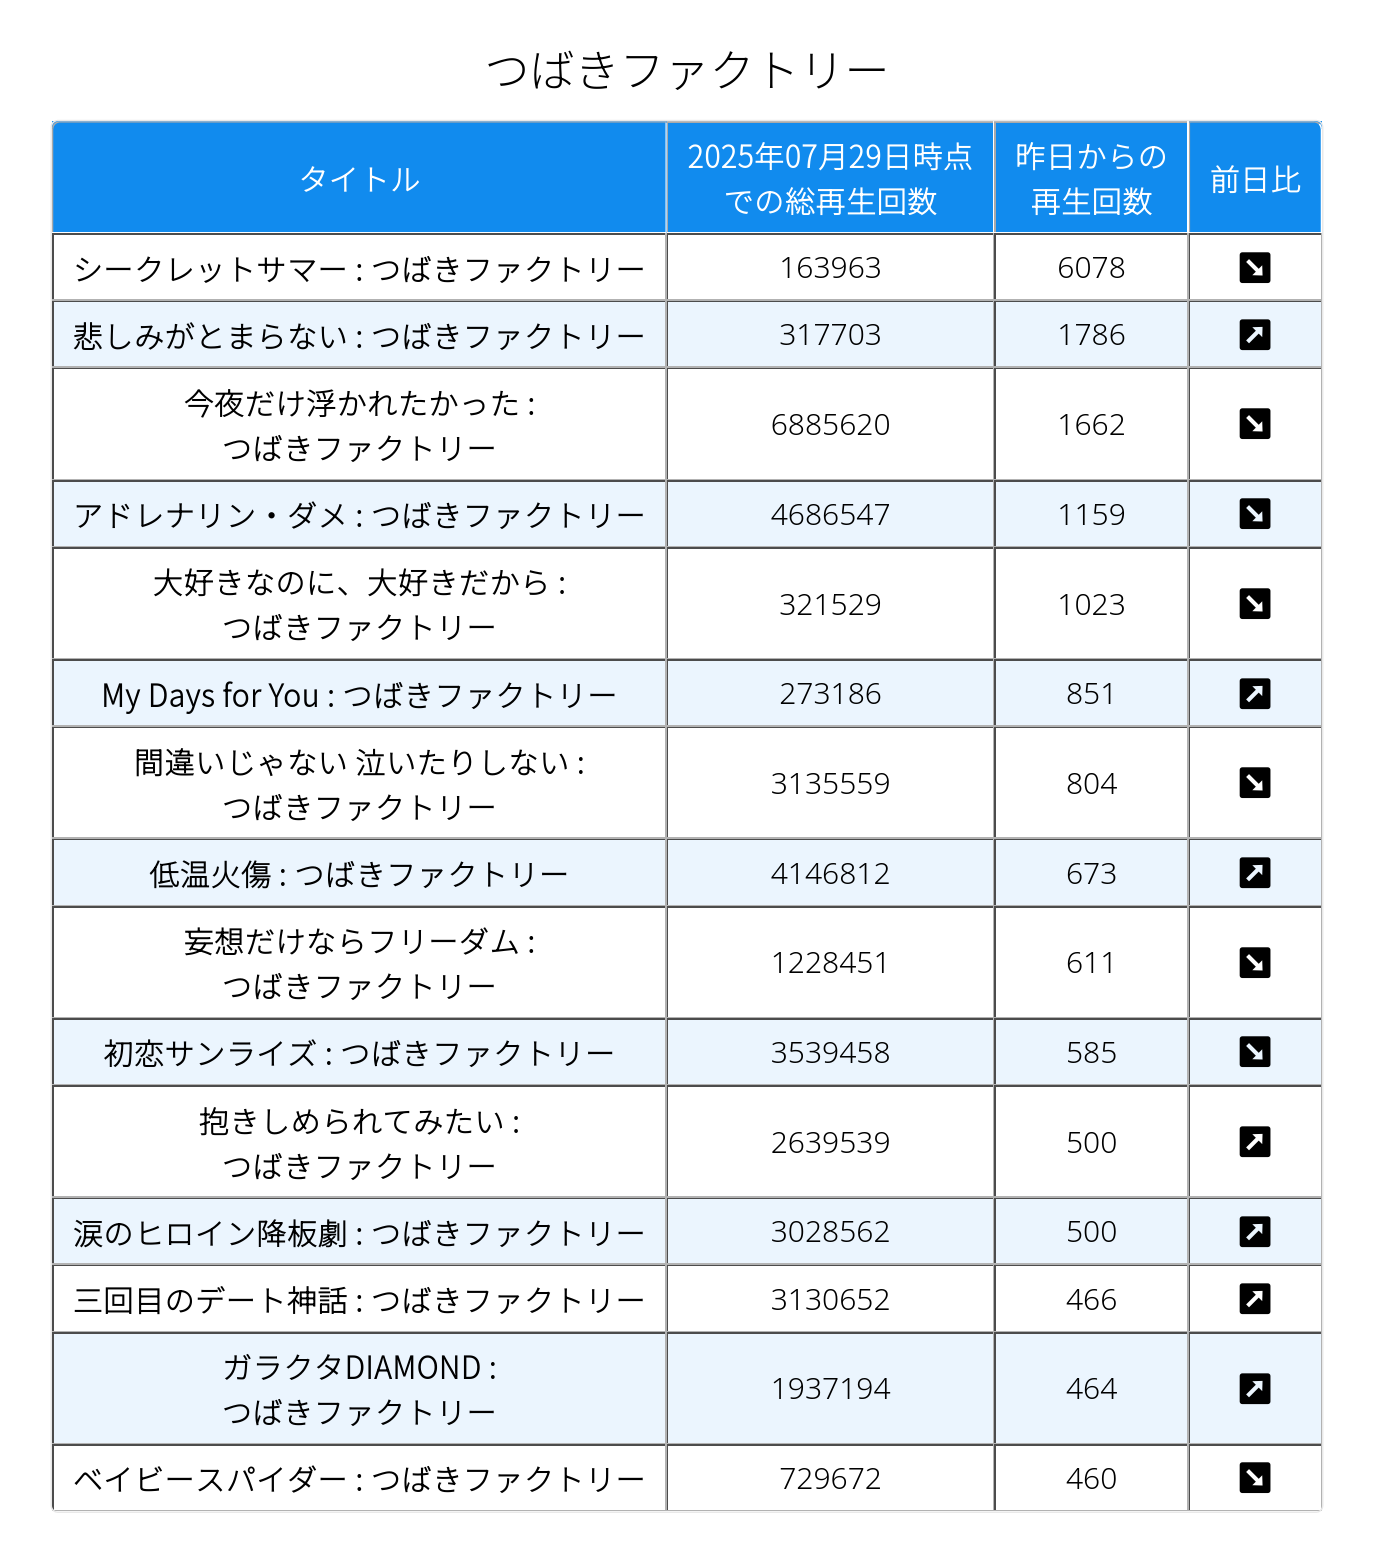 つばきファクトリー
タイトル
2025年07月29日時点
での総再生回数
昨日からの
再生回数
前日比
シークレットサマー : つばきファクトリー
163963
6078
↘
悲しみがとまらない : つばきファクトリー
317703
1786
↗
今夜だけ浮かれたかった :
つばきファクトリー
6885620
1662
↘
アドレナリン・ダメ : つばきファクトリー
4686547
1159
↘
大好きなのに、大好きだから :
つばきファクトリー
321529
1023
↘
My Days for You : つばきファクトリー
273186
851
↗
間違いじゃない 泣いたりしない :
つばきファクトリー
3135559
804
↘
低温火傷 : つばきファクトリー
4146812
673
↗
妄想だけならフリーダム :
つばきファクトリー
1228451
611
↘
初恋サンライズ : つばきファクトリー
3539458
585
↘
抱きしめられてみたい :
つばきファクトリー
2639539
500
↗
涙のヒロイン降板劇 : つばきファクトリー
3028562
500
↗
三回目のデート神話 : つばきファクトリー
3130652
466
↗
ガラクタDIAMOND :
つばきファクトリー
1937194
464
↗
ベイビースパイダー : つばきファクトリー
729672
460
↘